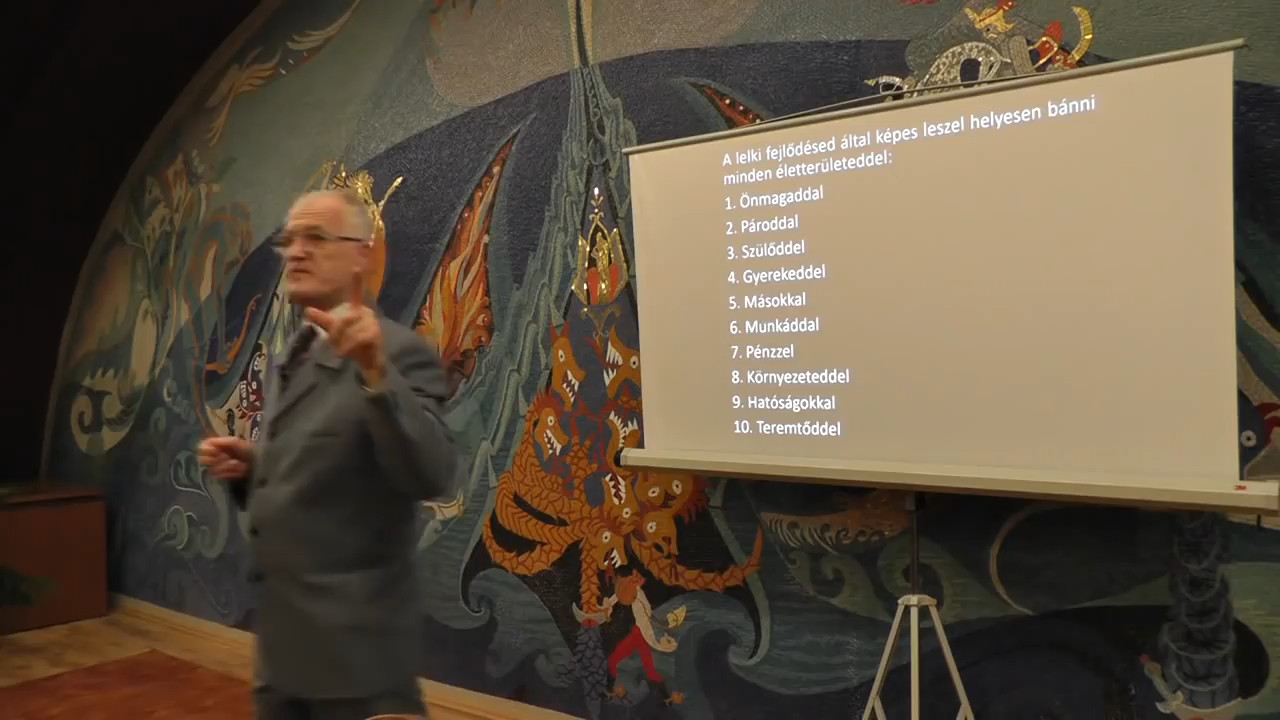 A lelki fejlődésed által képes leszel helyesen bánni
minden életterületeddel:
1. Önmagaddal
2. Pároddal
3. Szülőddel
4. Gyerekeddel
5. Másokkal
6. Munkáddal
7. Pénzzel
8. Környezeteddel
9. Hatóságokkal
10. Teremtőddel
3M